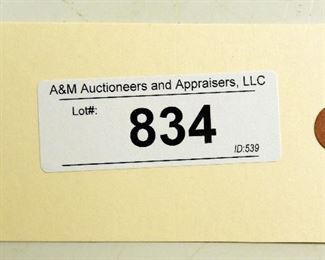 A&M Auctioneers and Appraisers, LLC
Lot#:
834
ID:539